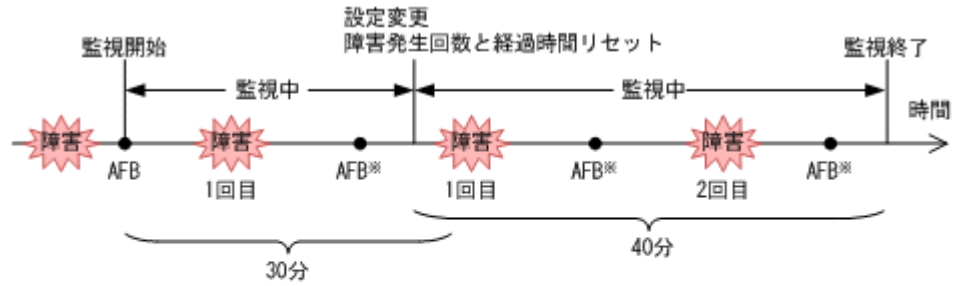 設定変更
障害発生回数と経過時間リセット
監視開始
監視終了
監視中
監視中
時間
障害
障害
障害
障害
AFB
AFB※
AFB※
AFB※
1回目
1回目
2回目
30分
40分